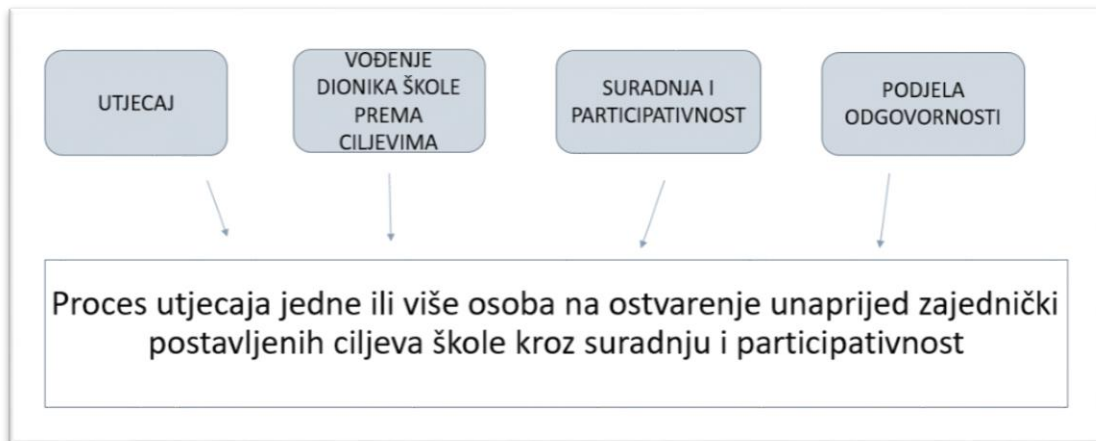 UTJECAJ
VOĐENJE
DIONIKA ŠKOLE
PREMA
CILJEVIMA
SURADNJA I
PARTICIPATIVNOST
PODJELA
ODGOVORNOSTI
Proces utjecaja jedne ili više osoba na ostvarenje unaprijed zajednički
postavljenih ciljeva škole kroz suradnju i participativnost